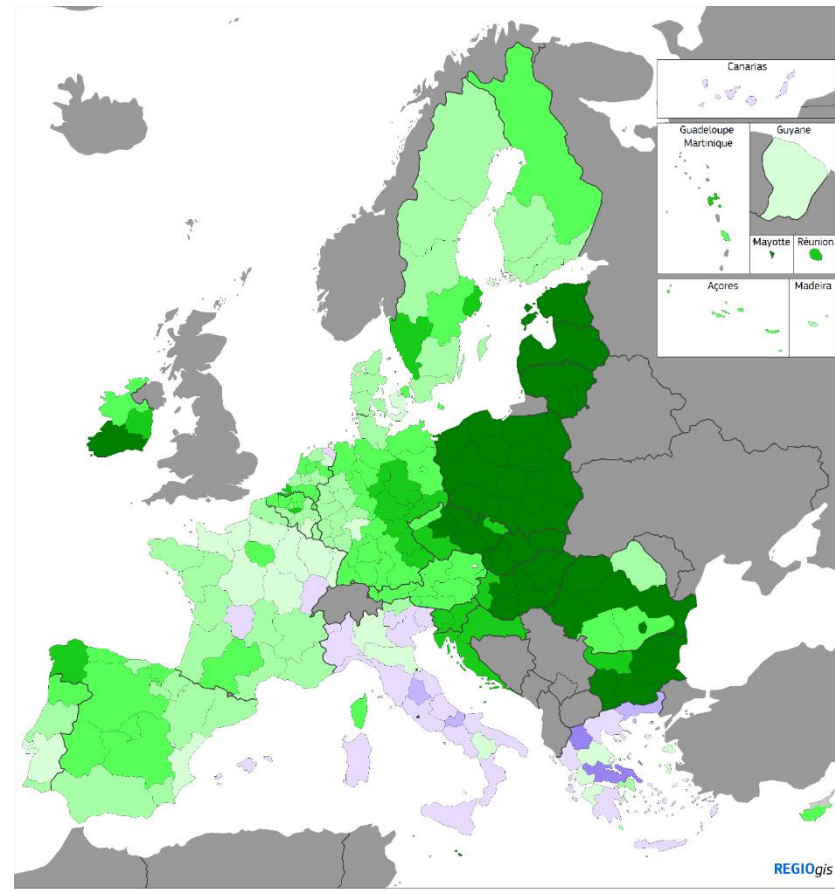 Canarias
Guadeloupe
Martinique
Guyane
Mayotte
Réunion
Açores
Madeira
REGIOgis